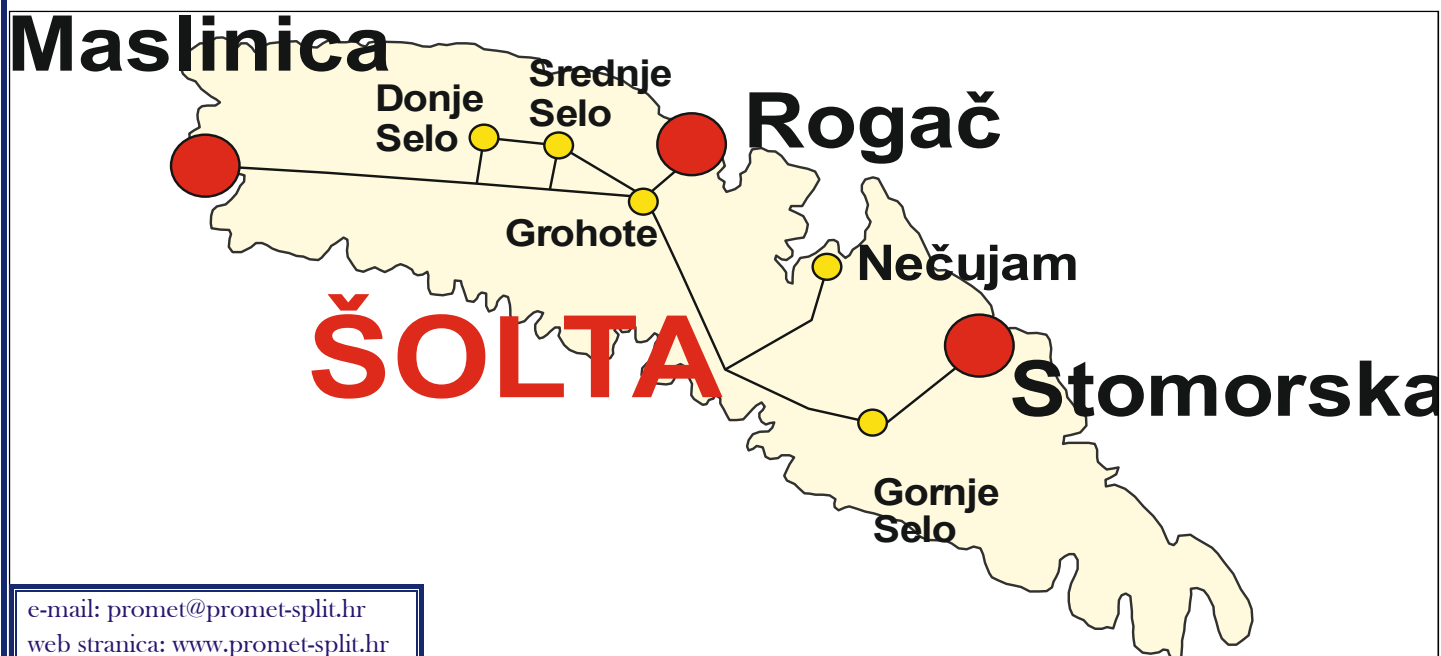 Maslinica
Donje
Selo
Srednje
Selo
Rogač
Grohote
Nečujam
ŠOLTA
Stomorska
Gornje
Selo
e-mail: promet@promet-split.hr
web stranica: www.promet-split.hr